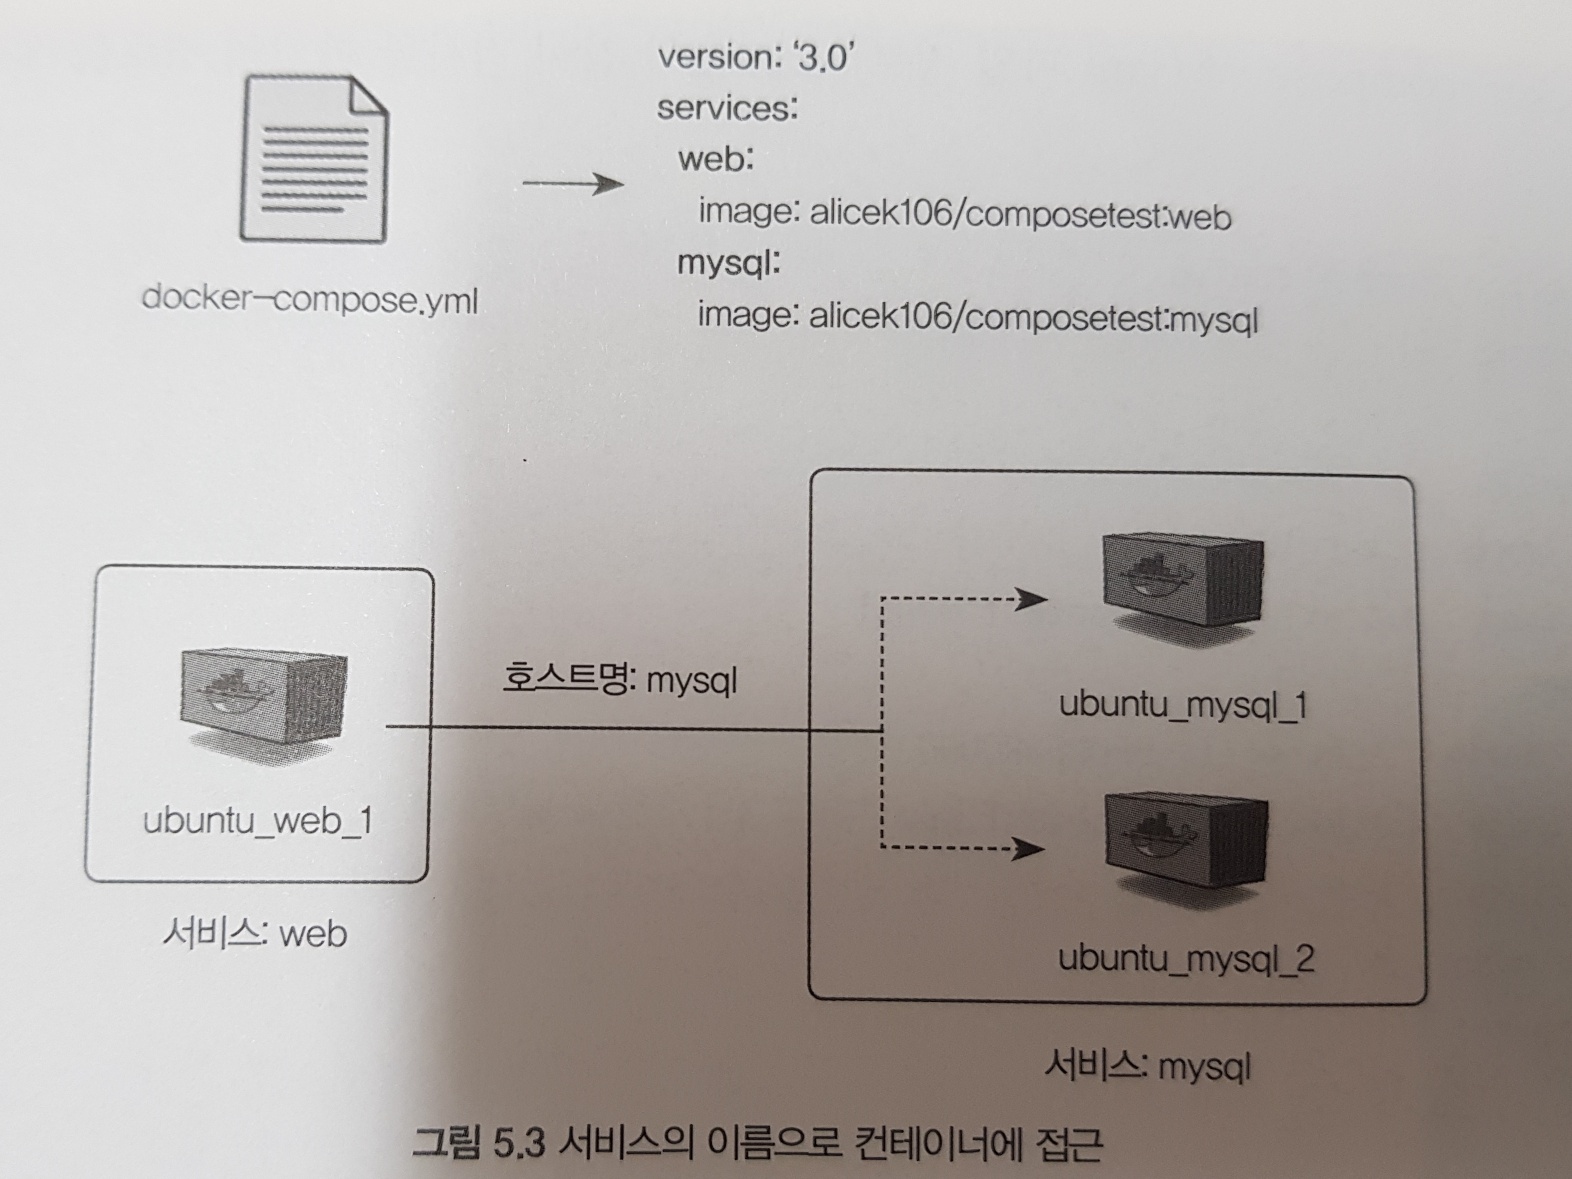 version: ‘3.0’
services:
web:
image: alicek106/composetest:web
mysql:
image: alicek106/composetest:mysql
docker-compose.yml
호스트명: mysql
ubuntu_web_1
서비스: web
ubuntu_mysql_1
ubuntu_mysql_2
서비스: mysql
그림 5.3 서비스의 이름으로 컨테이너에 접근